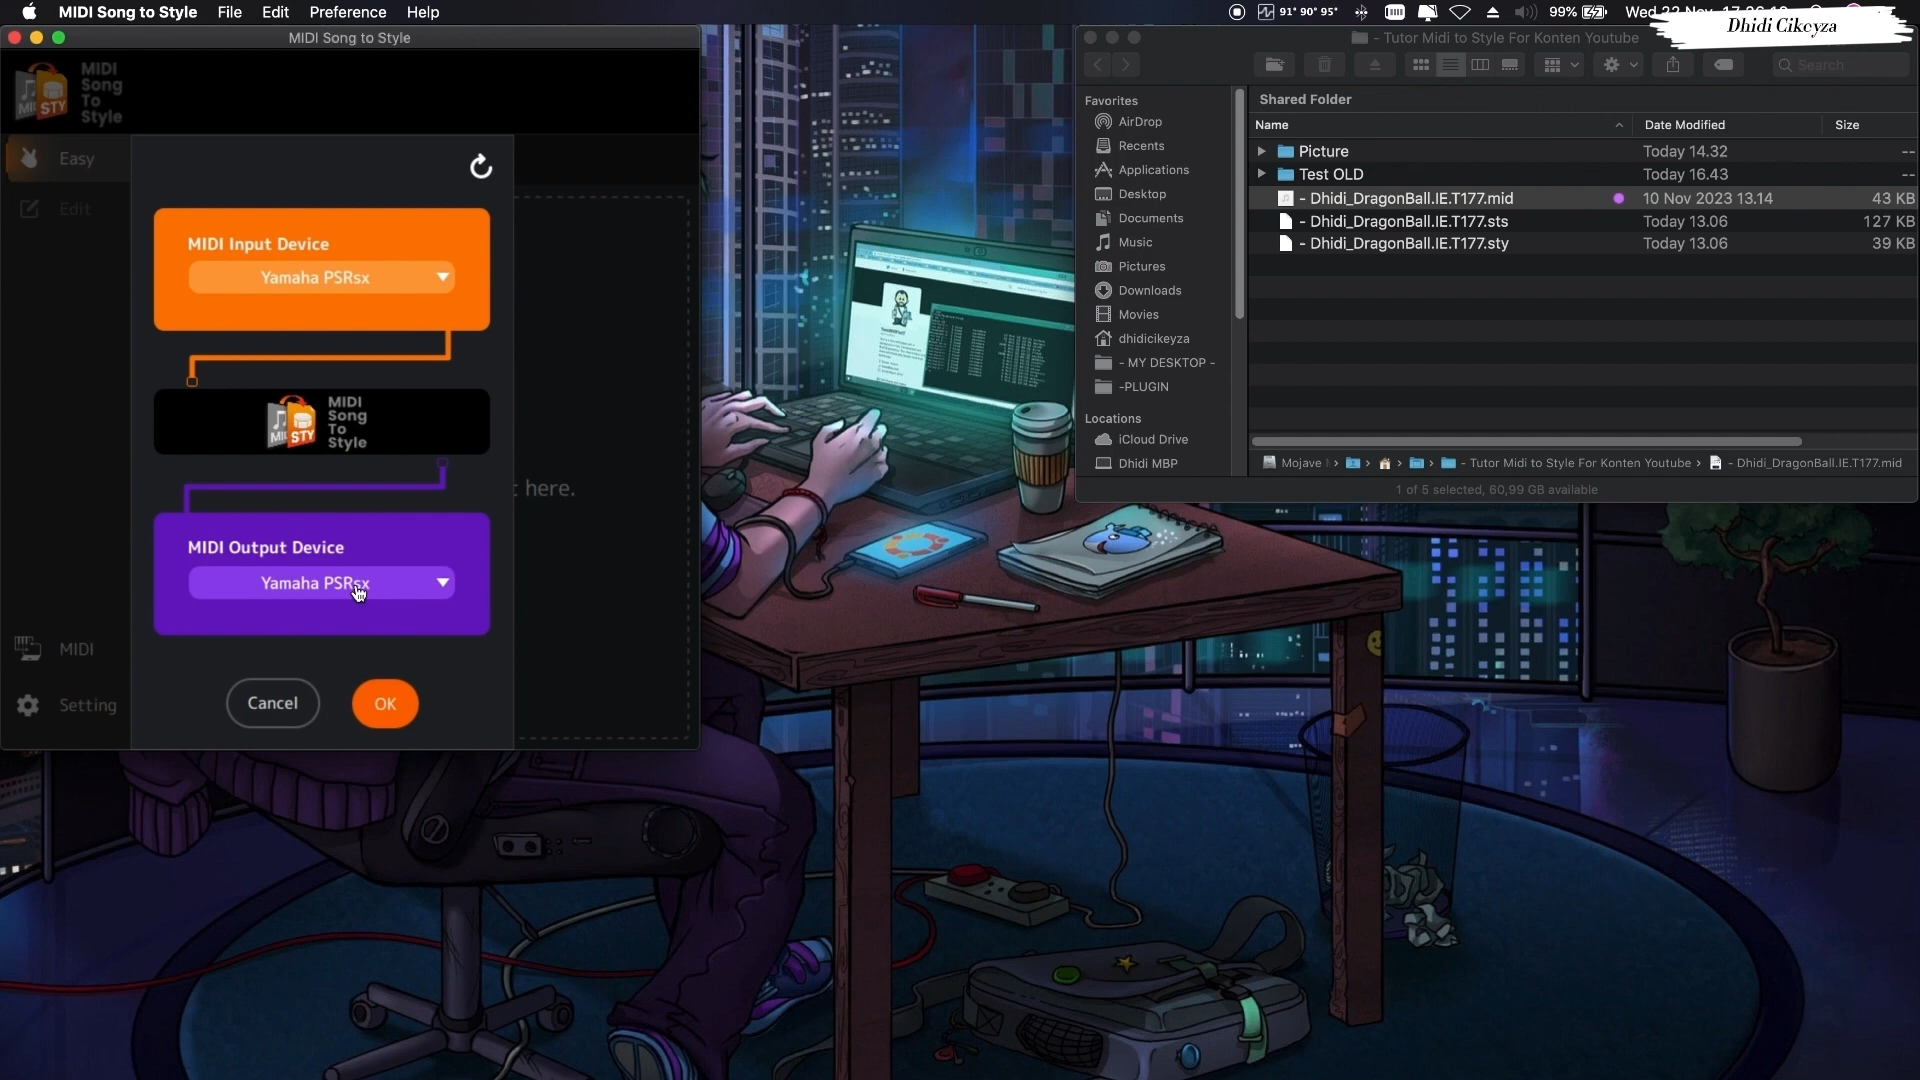 MIDI Song to Style File Edit Preference Help
91° 90° 95° 99%
Dhidi Cikeyza
MIDI Song to Style
MIDI
Song
To
Style
Easy
Edit
MIDI
Setting
MIDI Input Device
Yamaha PSRsx
MIDI
Song
To
Style
MIDI Output Device
Yamaha PSRsx
Cancel OK
here.
- Tutor Midi to Style For Konten Youtube
Search
Favorites
AirDrop
Recents
Applications
Desktop
Documents
Music
Pictures
Downloads
Movies
dhidicikeyza
- MY DESKTOP -
-PLUGIN
Locations
iCloud Drive
Dhidi MBP
Shared Folder
Name Date Modified Size
Picture Today 14.32 --
Test OLD Today 16.43 --
- Dhidi_DragonBall.IE.T177.mid 10 Nov 2023 13.14 43 KB
- Dhidi_DragonBall.IE.T177.sts Today 13.06 127 KB
- Dhidi_DragonBall.IE.T177.sty Today 13.06 39 KB
Mojave › › › › - Tutor Midi to Style For Konten Youtube › - Dhidi_DragonBall.IE.T177.mid
1 of 5 selected, 60,99 GB available